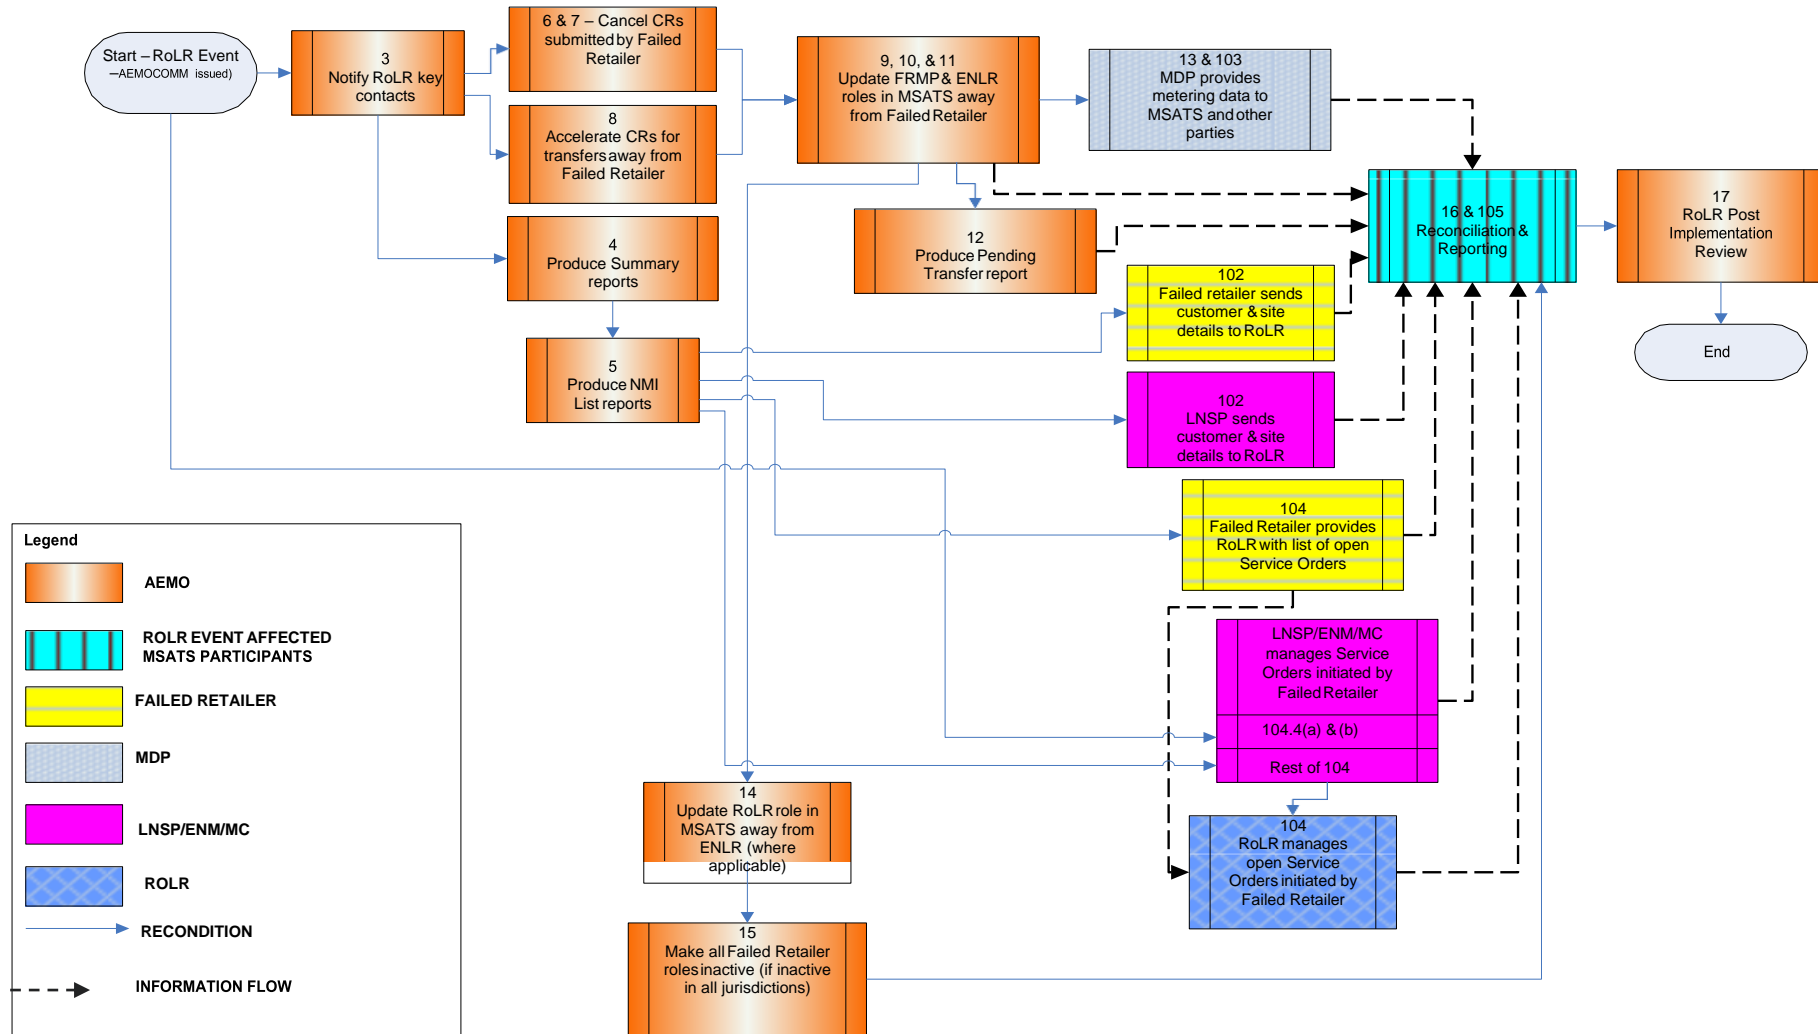 Start – RoLR Event
–AEMOCOMM issued)
3
Notify RoLR key
contacts
6 & 7 – Cancel CRs
submitted by Failed
Retailer
8
Accelerate CRs for
transfers away from
Failed Retailer
4
Produce Summary
reports
5
Produce NMI
List reports
9, 10, & 11
Update FRMP & ENLR
roles in MSATS away
from Failed Retailer
12
Produce Pending
Transfer report
13 & 103
MDP provides
metering data to
MSATS and other
parties
102
Failed retailer sends
customer & site
details to RoLR
102
LNSP sends
customer & site
details to RoLR
104
Failed Retailer provides
RoLR with list of open
Service Orders
LNSP/ENM/MC
manages Service
Orders initiated by
Failed Retailer
104.4(a) & (b)
Rest of 104
104
RoLR manages
open Service
Orders initiated by
Failed Retailer
14
Update RoLR role in
MSATS away from
ENLR (where
applicable)
15
Make all Failed Retailer
roles inactive (if inactive
in all jurisdictions)
16 & 105
Reconciliation &
Reporting
17
RoLR Post
Implementation
Review
End
Legend
AEMO
ROLR EVENT AFFECTED
MSATS PARTICIPANTS
FAILED RETAILER
MDP
LNSP/ENM/MC
ROLR
RECONDITION
INFORMATION FLOW